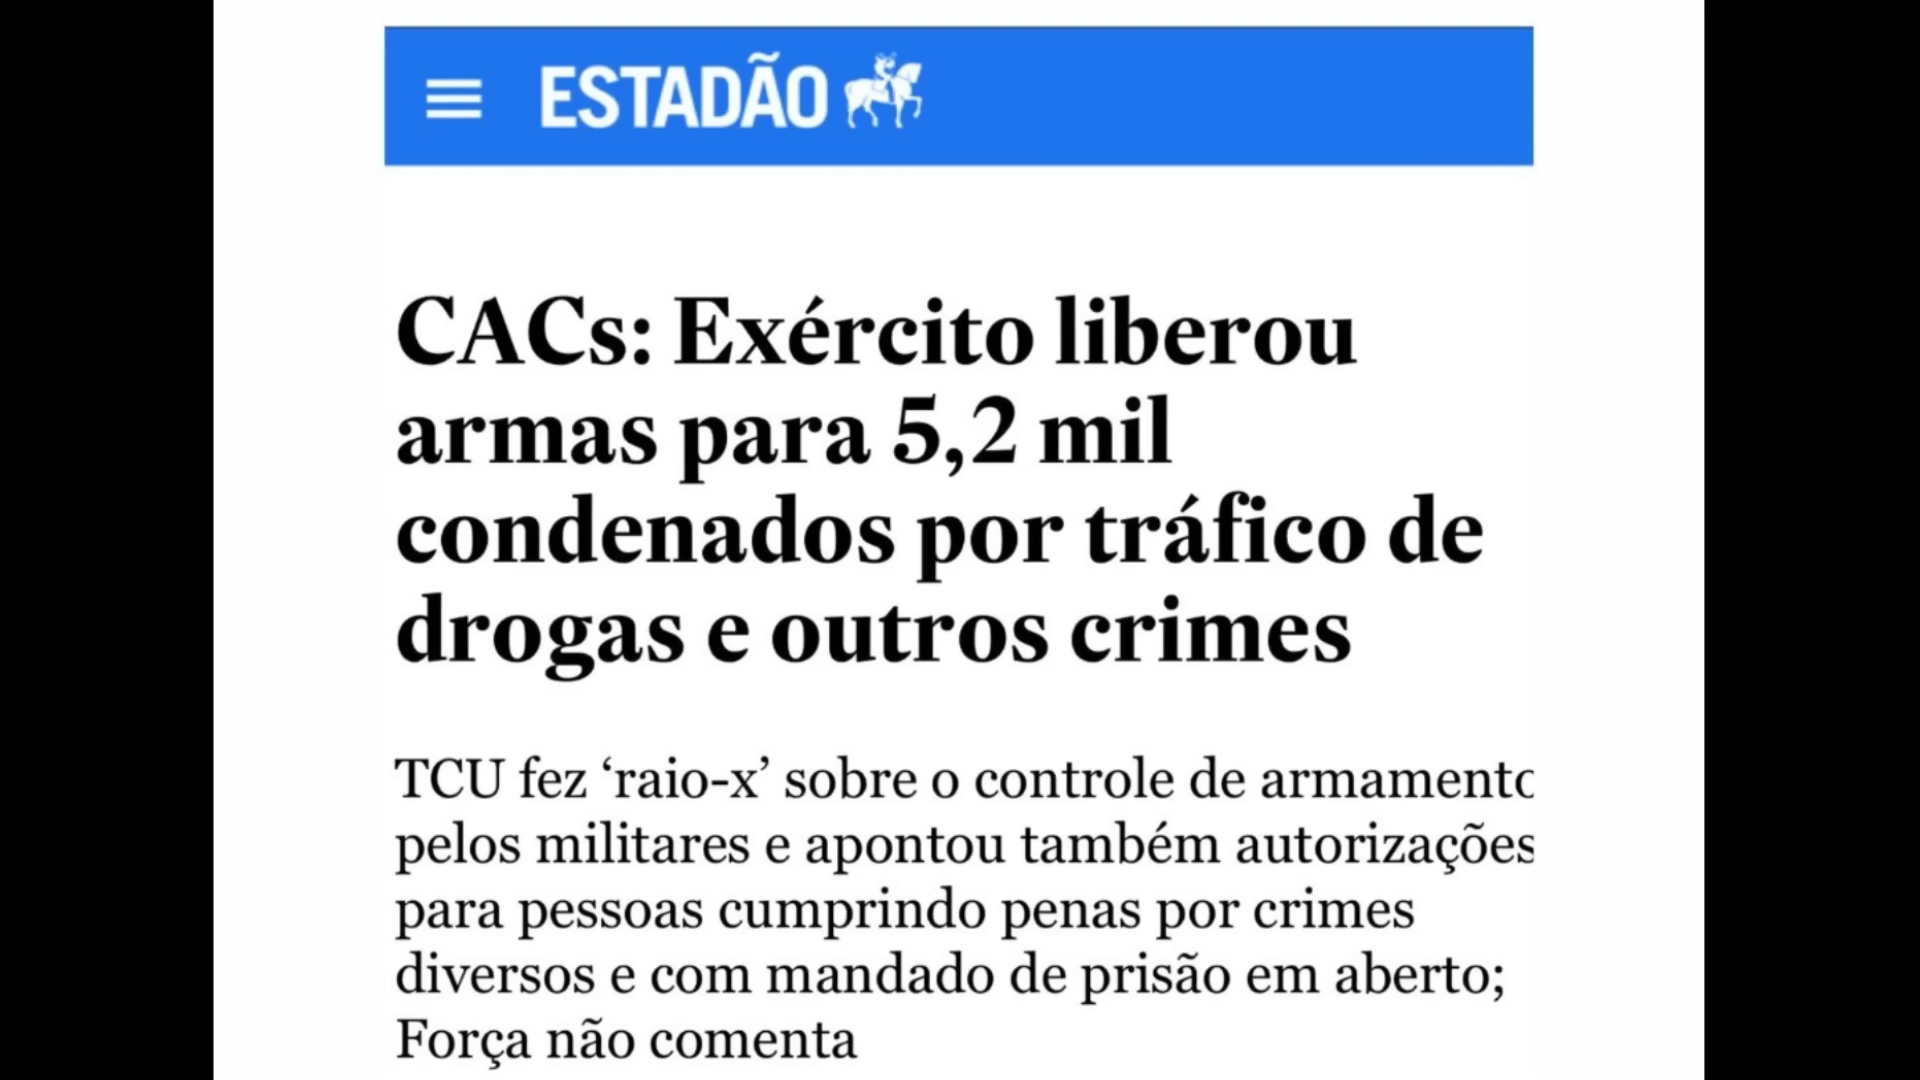 ESTADÃO
CACs: Exército liberou
armas para 5,2 mil
condenados por tráfico de
drogas e outros crimes
TCU fez ‘raio-x’ sobre o controle de armamento
pelos militares e apontou também autorizações
para pessoas cumprindo penas por crimes
diversos e com mandado de prisão em aberto;
Força não comenta